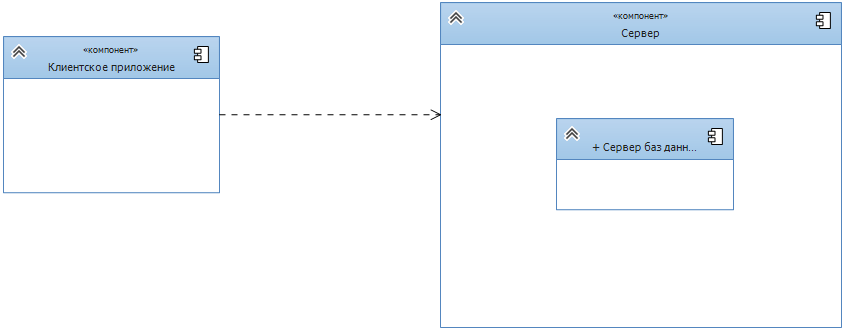 «компонент»
Клиентское приложение
«компонент»
Сервер
+ Сервер баз данн...